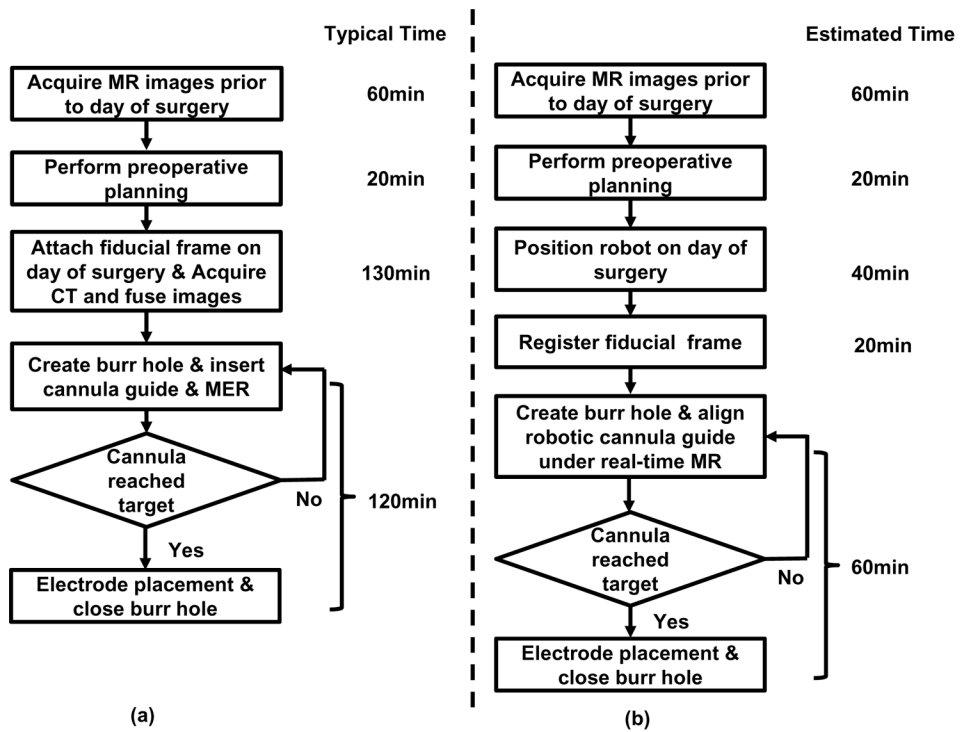 Typical Time
Acquire MR images prior
to day of surgery
60min
Perform preoperative
planning
20min
Attach fiducial frame on
day of surgery & Acquire
CT and fuse images
130min
Create burr hole & insert
cannula guide & MER
Cannula
reached
target
No
120min
Yes
Electrode placement &
close burr hole
(a)
Estimated Time
Acquire MR images prior
to day of surgery
60min
Perform preoperative
planning
20min
Position robot on day of
surgery
40min
Register fiducial frame
20min
Create burr hole & align
robotic cannula guide
under real-time MR
Cannula
reached
target
No
60min
Yes
Electrode placement &
close burr hole
(b)